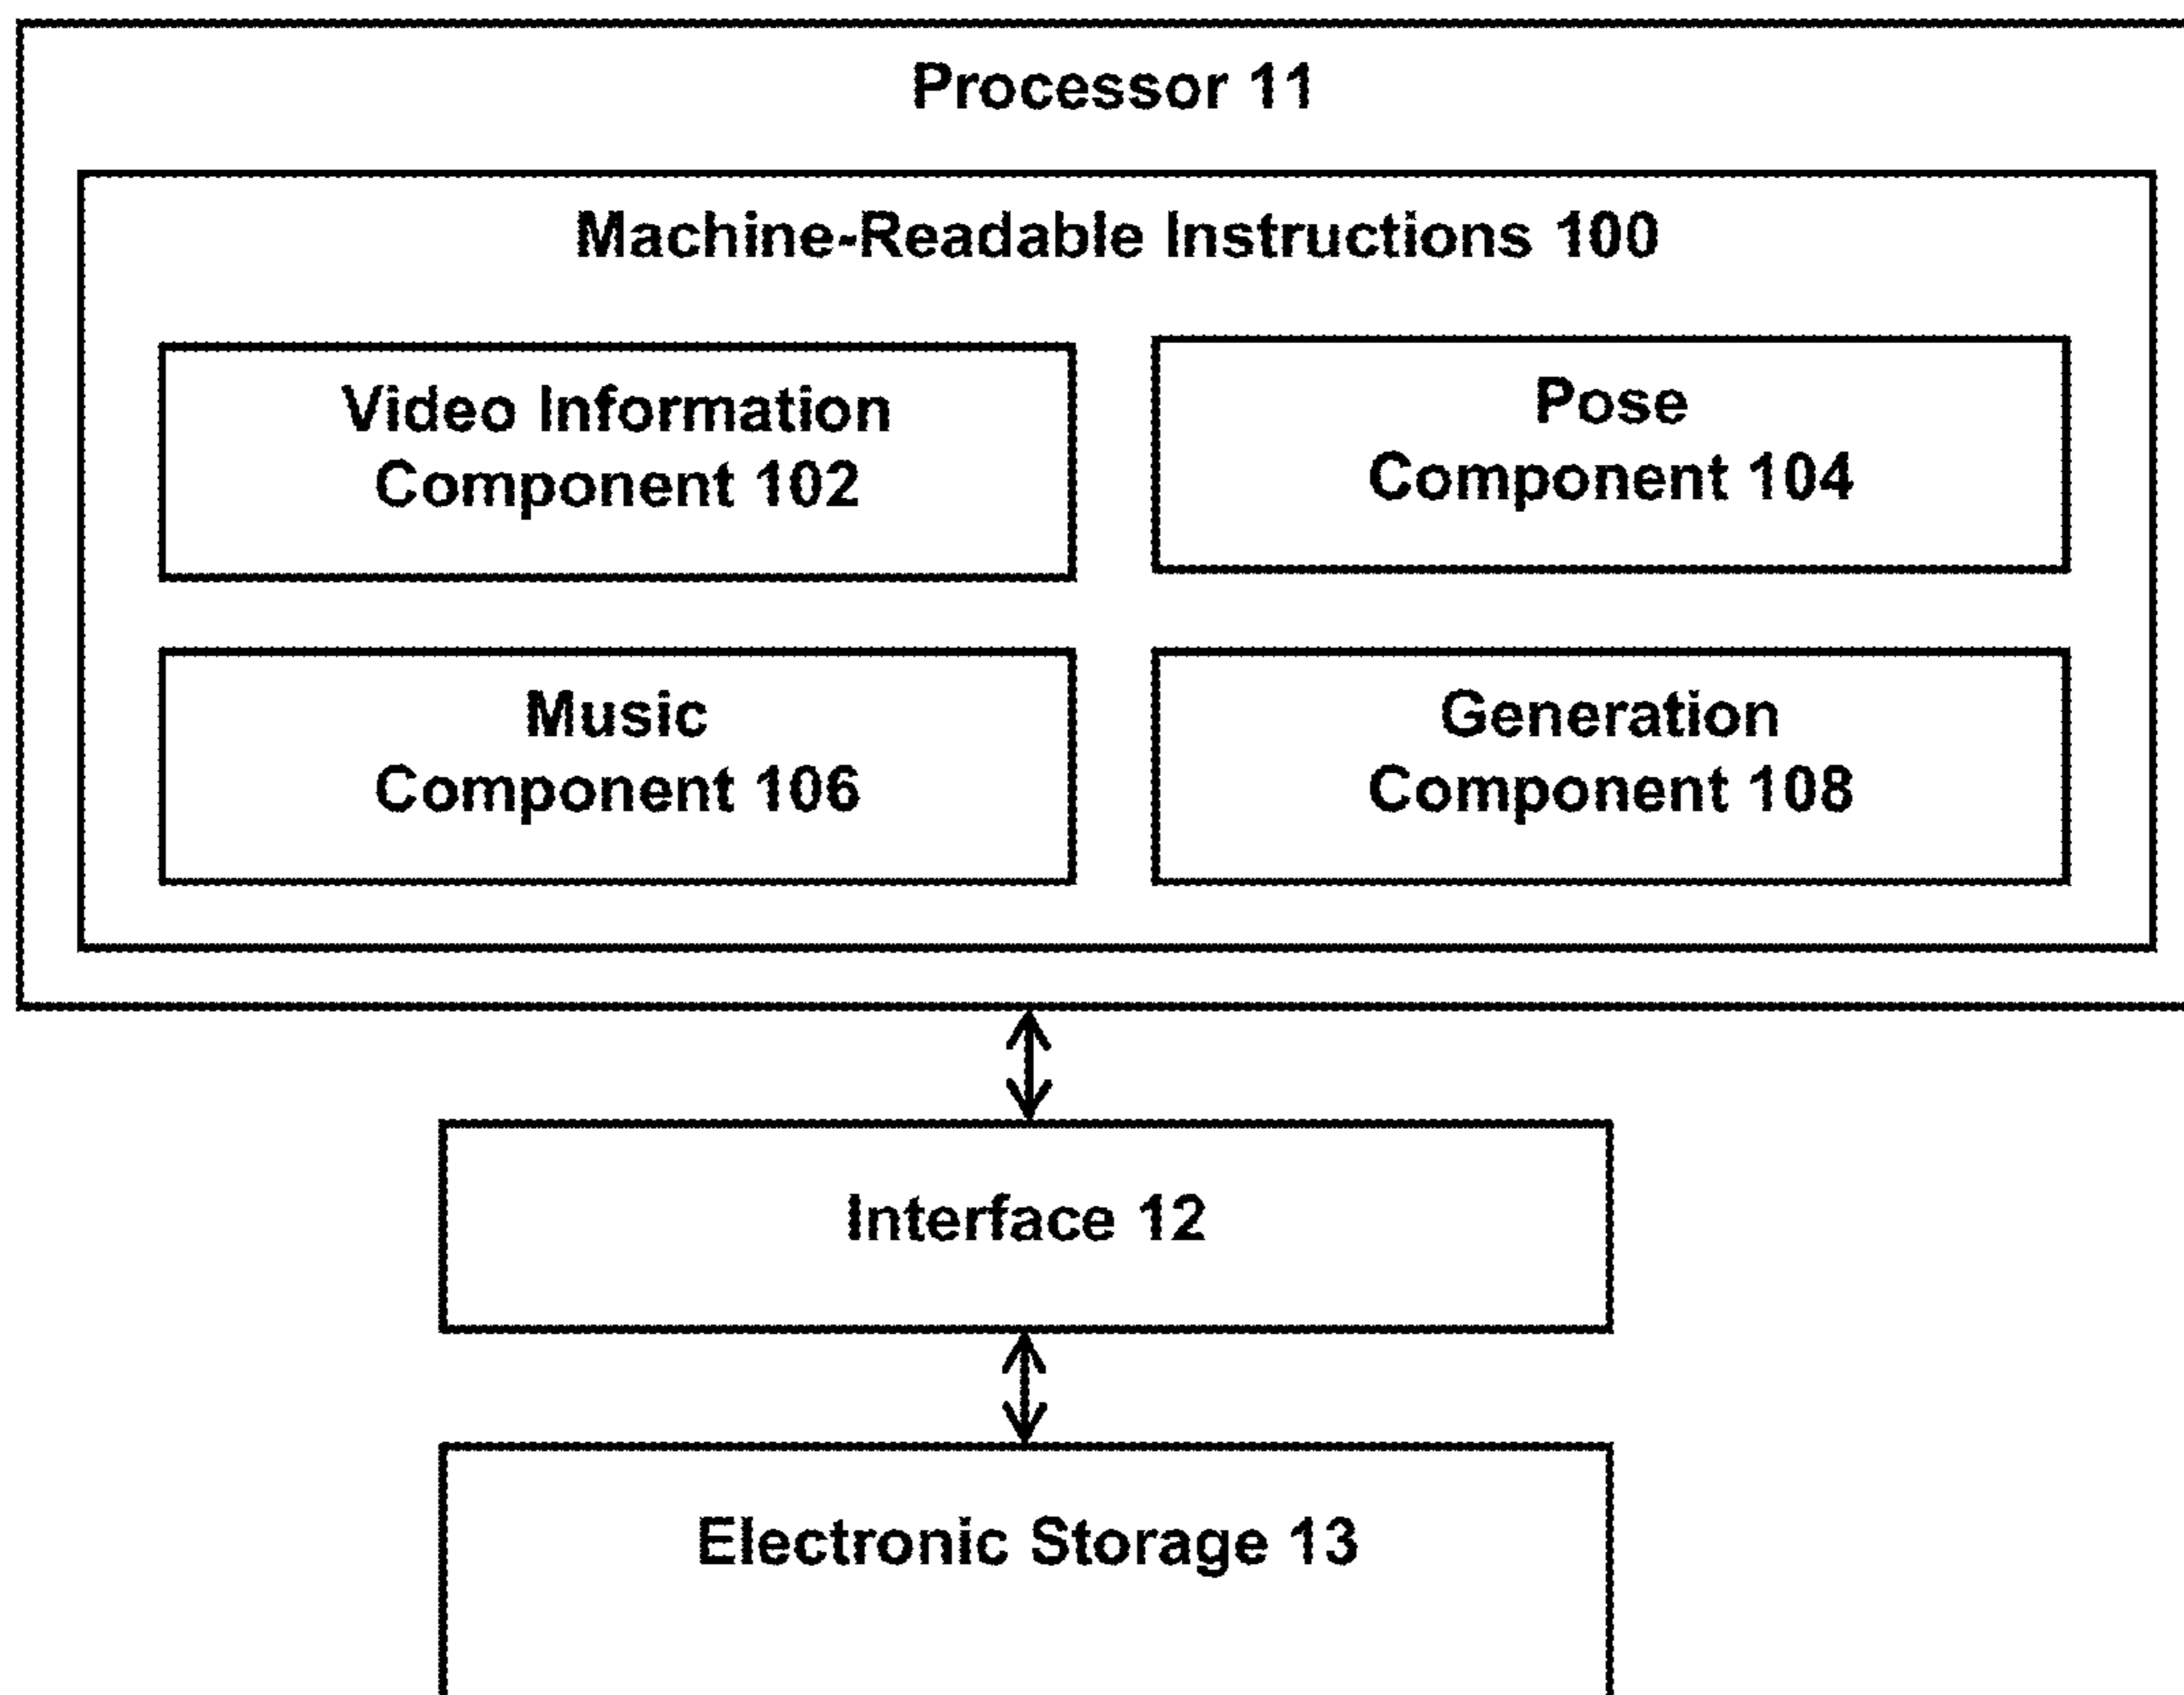 Processor 11
Machine-Readable Instructions 100
Video Information
Component 102
Pose
Component 104
Music
Component 106
Generation
Component 108
Interface 12
Electronic Storage 13